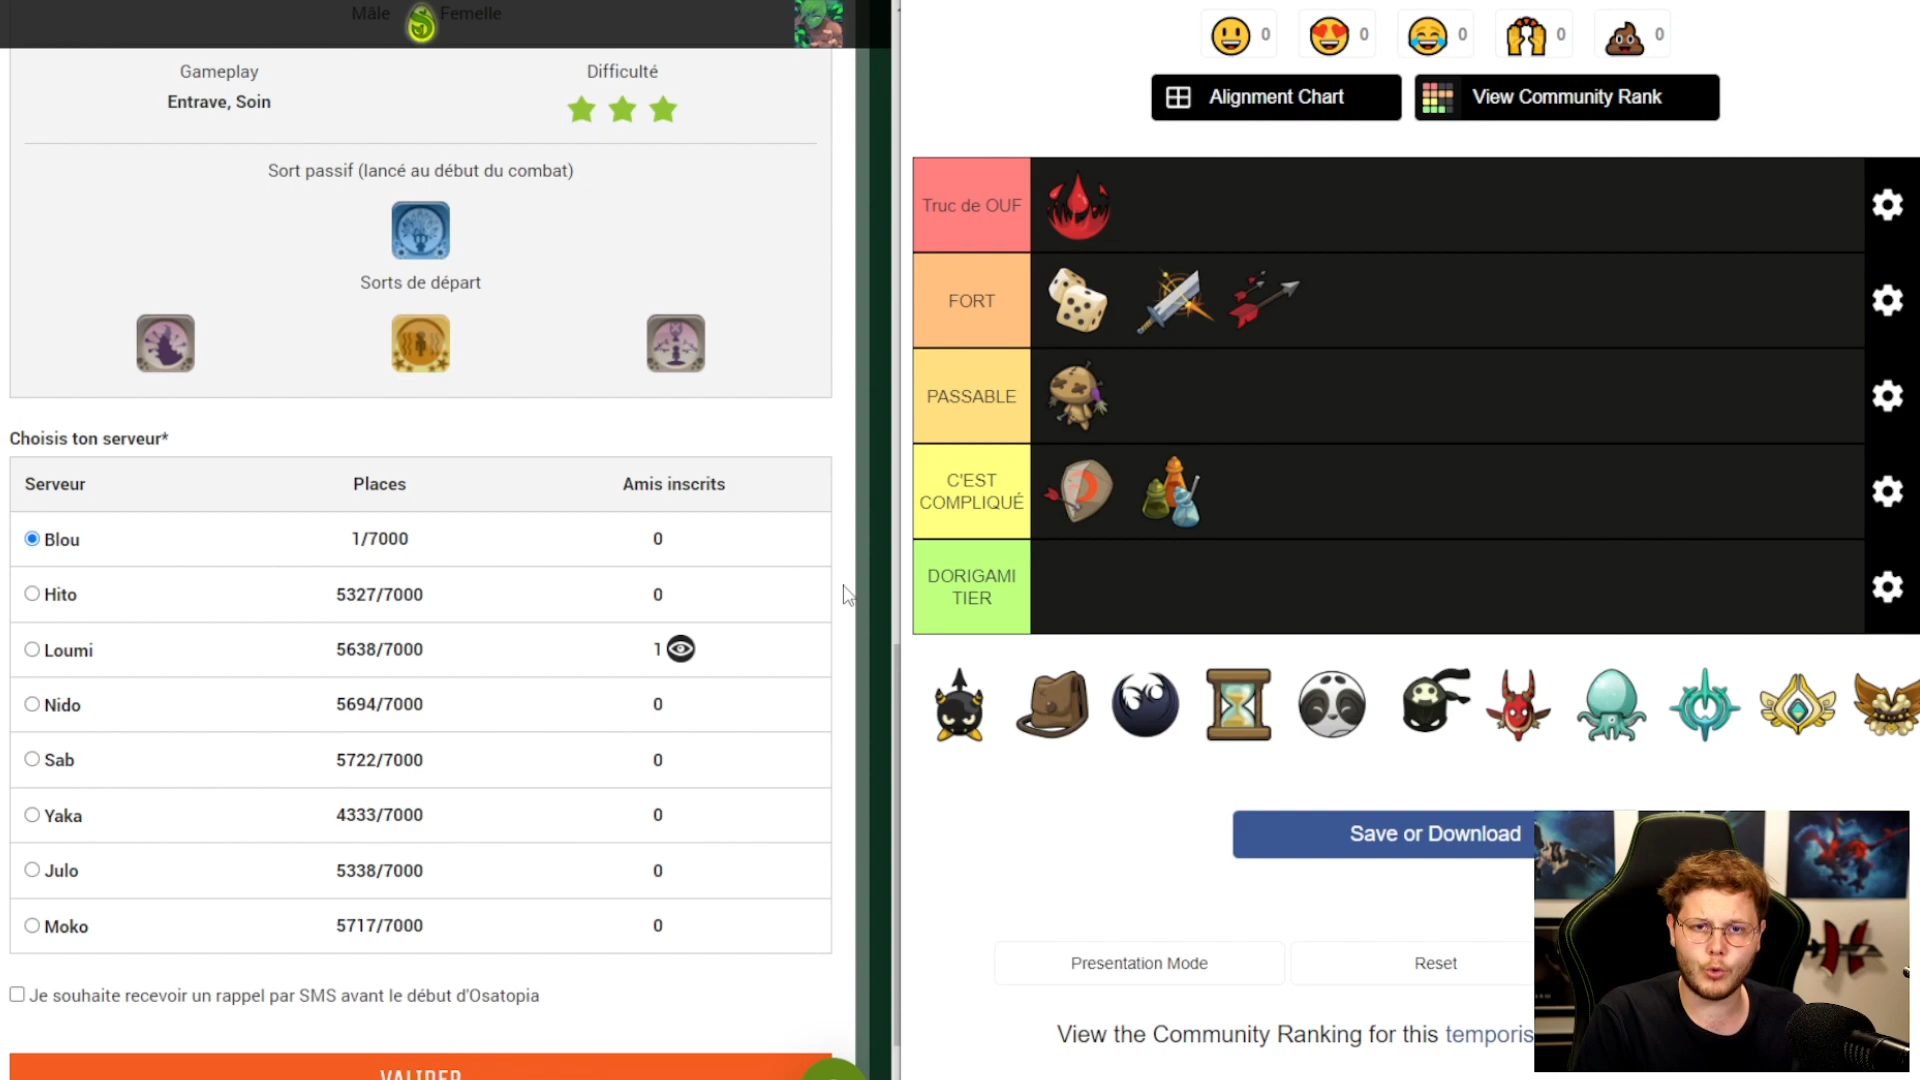 Mâle Femelle
Gameplay
Difficulté
Entrave, Soin
Sort passif (lancé au début du combat)
Sorts de départ
Choisis ton serveur*
Serveur Places Amis inscrits
Blou 1/7000 0
Hito 5327/7000 0
Loumi 5638/7000 1
Nido 5694/7000 0
Sab 5722/7000 0
Yaka 4333/7000 0
Julo 5338/7000 0
Moko 5717/7000 0
Je souhaite recevoir un rappel par SMS avant le début d'Osatopia
VALIDER
0 0 0 0 0
Alignment Chart
View Community Rank
Truc de OUF
FORT
PASSABLE
C'EST
COMPLIQUÉ
DORIGAMI
TIER
Save or Download
Presentation Mode
Reset
View the Community Ranking for this temporis